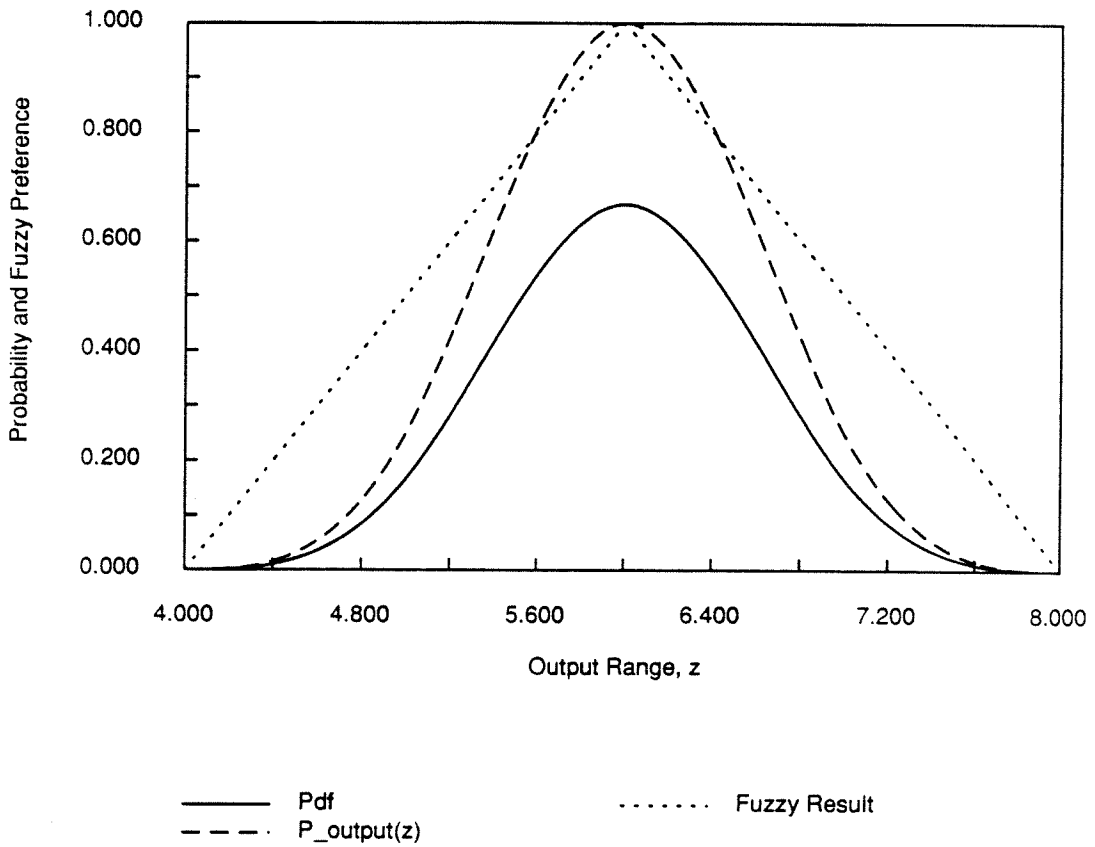 1.000
0.800
0.600
0.400
0.200
0.000
Probability and Fuzzy Preference
4.000 4.800 5.600 6.400 7.200 8.000
Output Range, z
Pdf
P_output(z)
Fuzzy Result